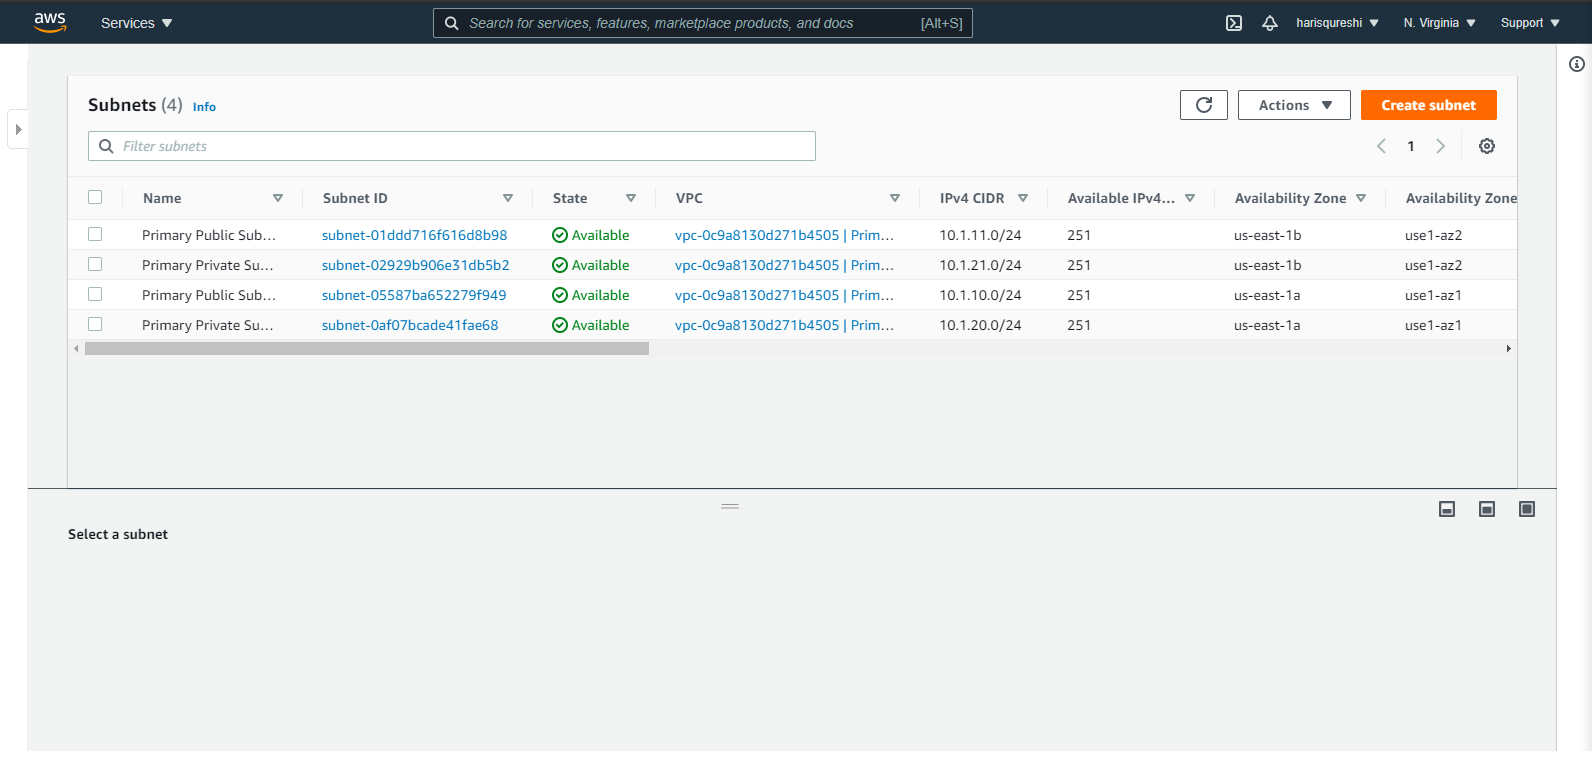 aws Services Search for services, features, marketplace products, and docs [Alt+S] harisqureshi N. Virginia Support
Subnets (4) Info Actions Create subnet
Filter subnets 1
Name Subnet ID State VPC IPv4 CIDR Available IPv4... Availability Zone Availability Zone
Primary Public Sub... subnet-01ddd716f616d8b98 Available vpc-0c9a8130d271b4505 | Prim... 10.1.11.0/24 251 us-east-1b use1-az2
Primary Private Su... subnet-02929b906e31db5b2 Available vpc-0c9a8130d271b4505 | Prim... 10.1.21.0/24 251 us-east-1b use1-az2
Primary Public Sub... subnet-05587ba652279f949 Available vpc-0c9a8130d271b4505 | Prim... 10.1.10.0/24 251 us-east-1a use1-az1
Primary Private Su... subnet-0af07bcade41fae68 Available vpc-0c9a8130d271b4505 | Prim... 10.1.20.0/24 251 us-east-1a use1-az1
Select a subnet